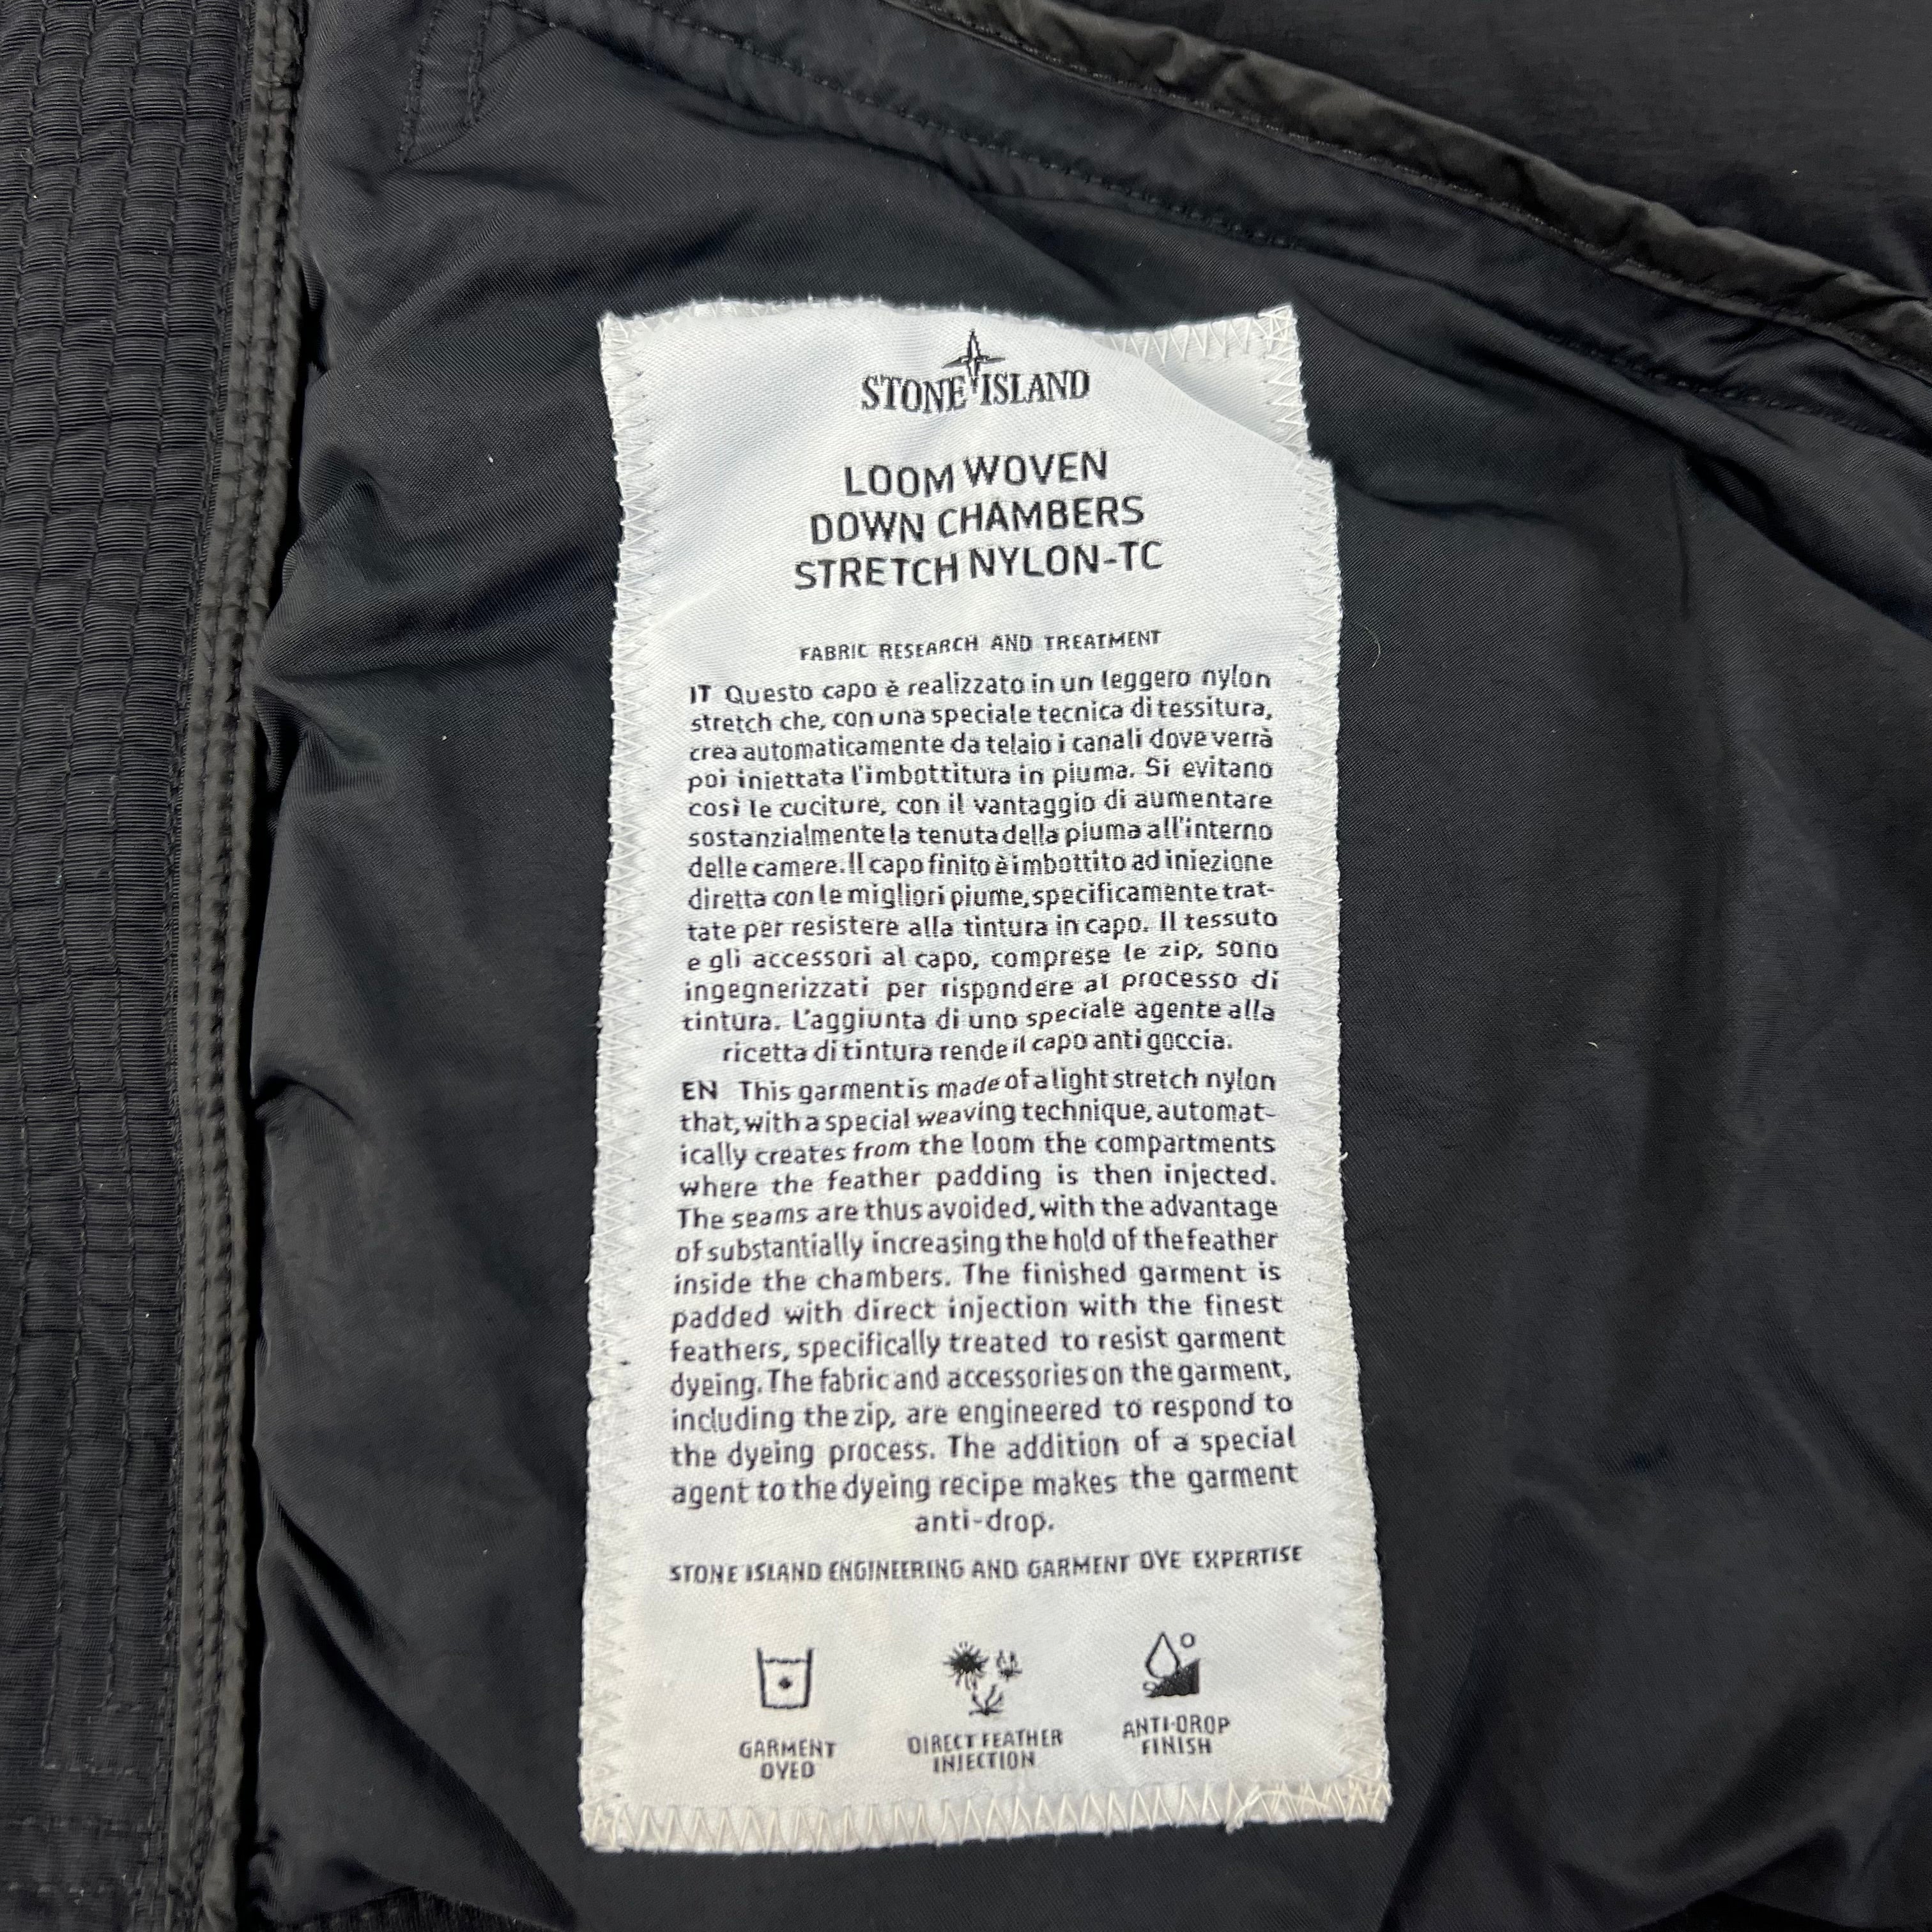 STONE ISLAND
LOOM WOVEN
DOWN CHAMBERS
STRETCH NYLON-TC
FABRIC RESEARCH AND TREATMENT
IT Questo capo è realizzato in un leggero nylon
stretch che, con una speciale tecnica di tessitura,
crea automaticamente da telaio i canali dove verrà
poi iniettata l'imbottitura in piuma. Si evitano
così le cuciture, con il vantaggio di aumentare
sostanzialmente la tenuta della piuma all'interno
delle camere. Il capo finito è imbottito ad iniezione
diretta con le migliori piume, specificamente trat-
tate per resistere alla tintura in capo. Il tessuto
e gli accessori al capo, comprese le zip, sono
ingegnerizzati per rispondere al processo di
tintura. L'aggiunta di uno speciale agente alla
ricetta di tintura rende il capo anti goccia.
EN This garment is made of a light stretch nylon
that, with a special weaving technique, automat-
ically creates from the loom the compartments
where the feather padding is then injected.
The seams are thus avoided, with the advantage
of substantially increasing the hold of the feather
inside the chambers. The finished garment is
padded with direct injection with the finest
feathers, specifically treated to resist garment
dyeing. The fabric and accessories on the garment,
including the zip, are engineered to respond to
the dyeing process. The addition of a special
agent to the dyeing recipe makes the garment
anti-drop.
STONE ISLAND ENGINEERING AND GARMENT DYE EXPERTISE
GARMENT
DYED
DIRECT FEATHER
INJECTION
ANTI-DROP
FINISH